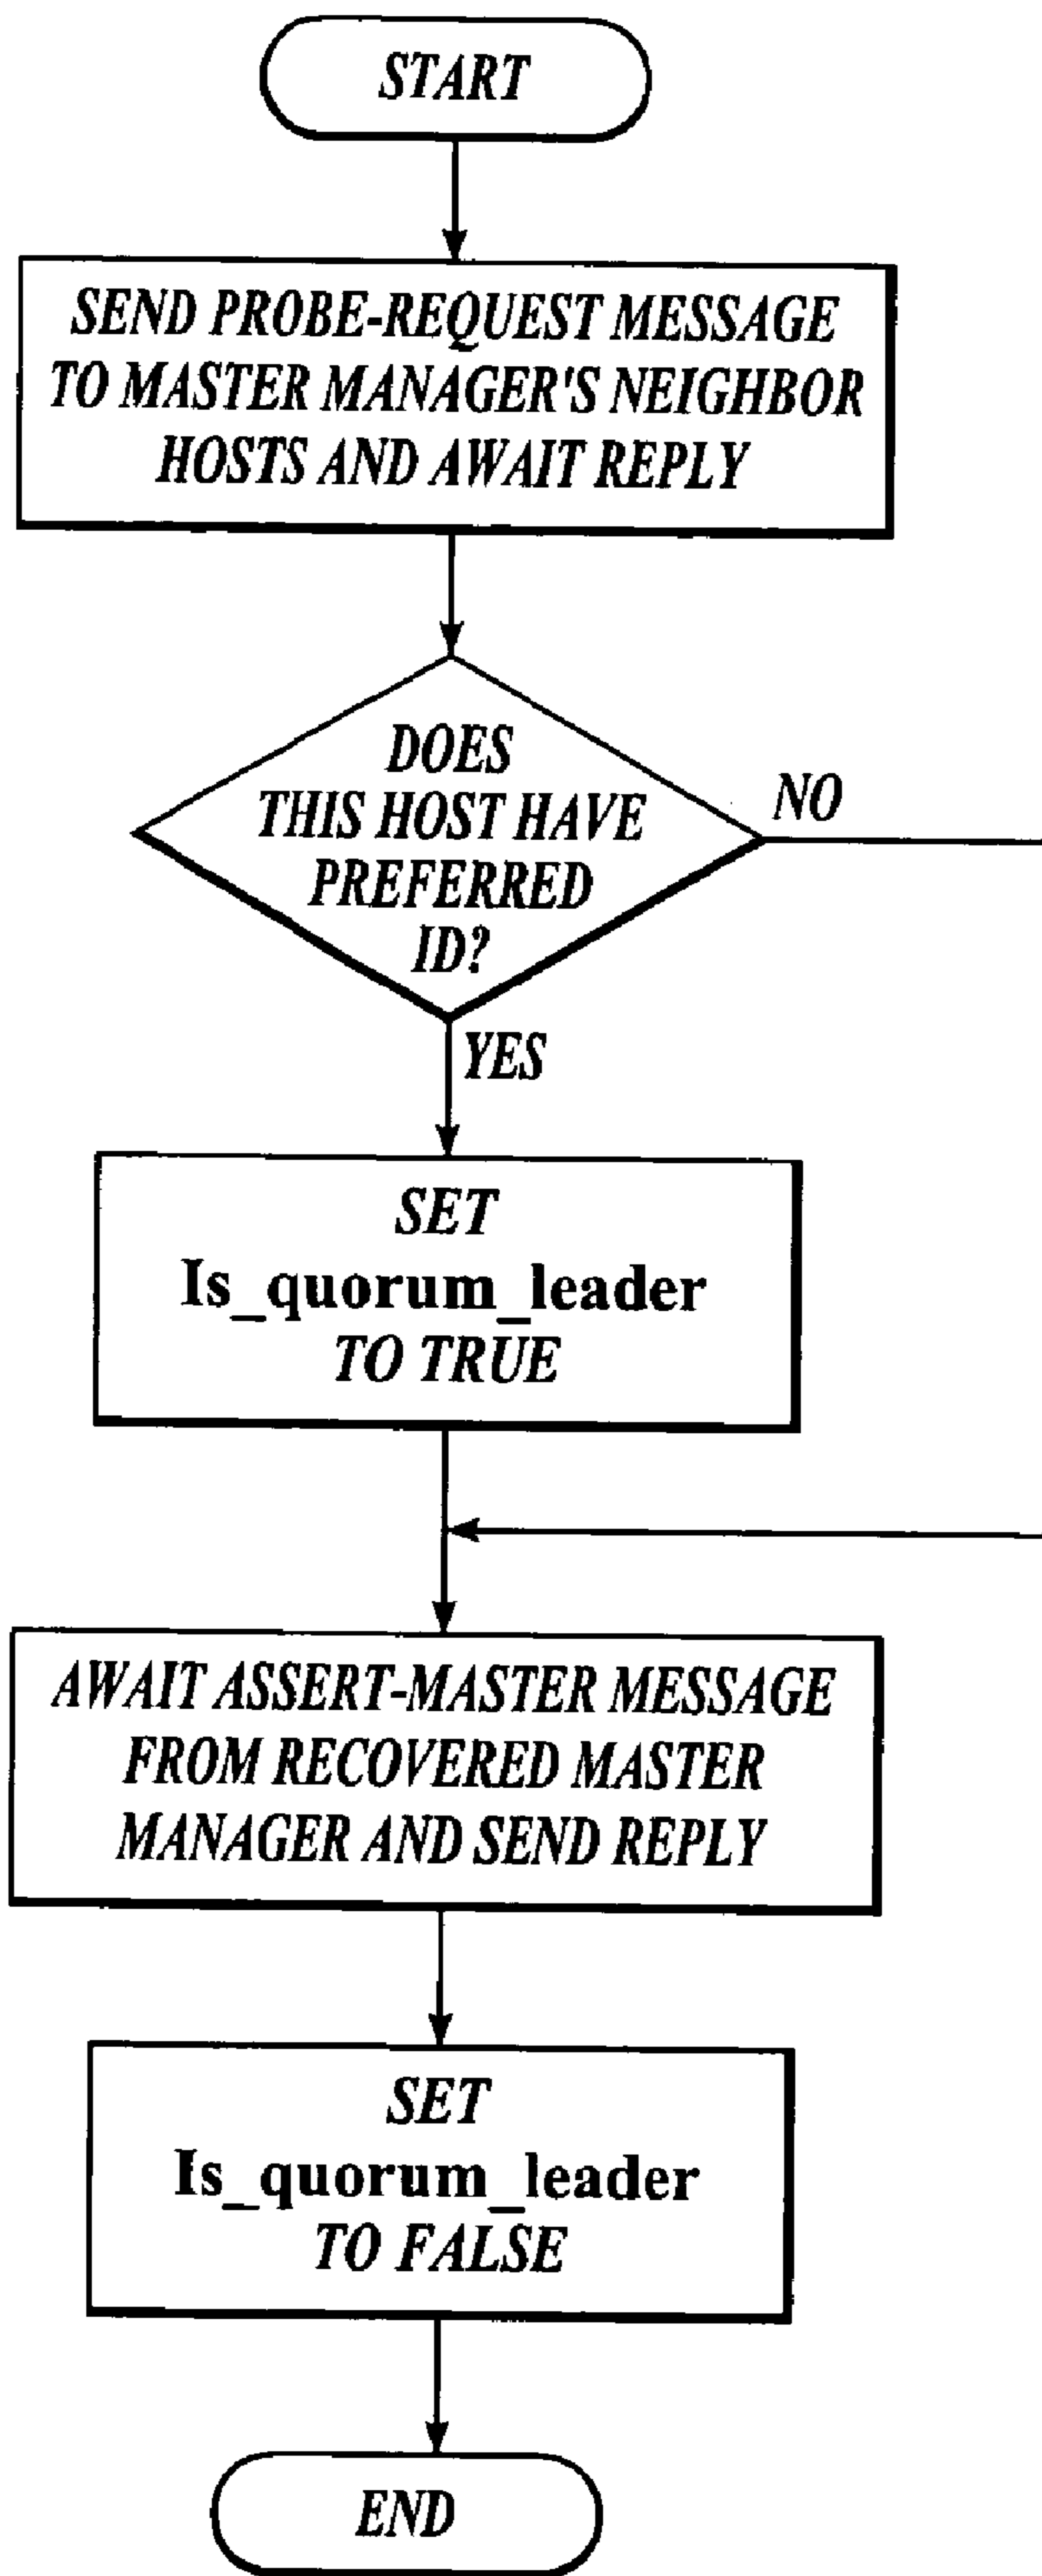 START
SEND PROBE-REQUEST MESSAGE
TO MASTER MANAGER'S NEIGHBOR
HOSTS AND AWAIT REPLY
DOES
THIS HOST HAVE
PREFERRED
ID?
NO
YES
SET
Is_quorum_leader
TO TRUE
AWAIT ASSERT-MASTER MESSAGE
FROM RECOVERED MASTER
MANAGER AND SEND REPLY
SET
Is_quorum_leader
TO FALSE
END